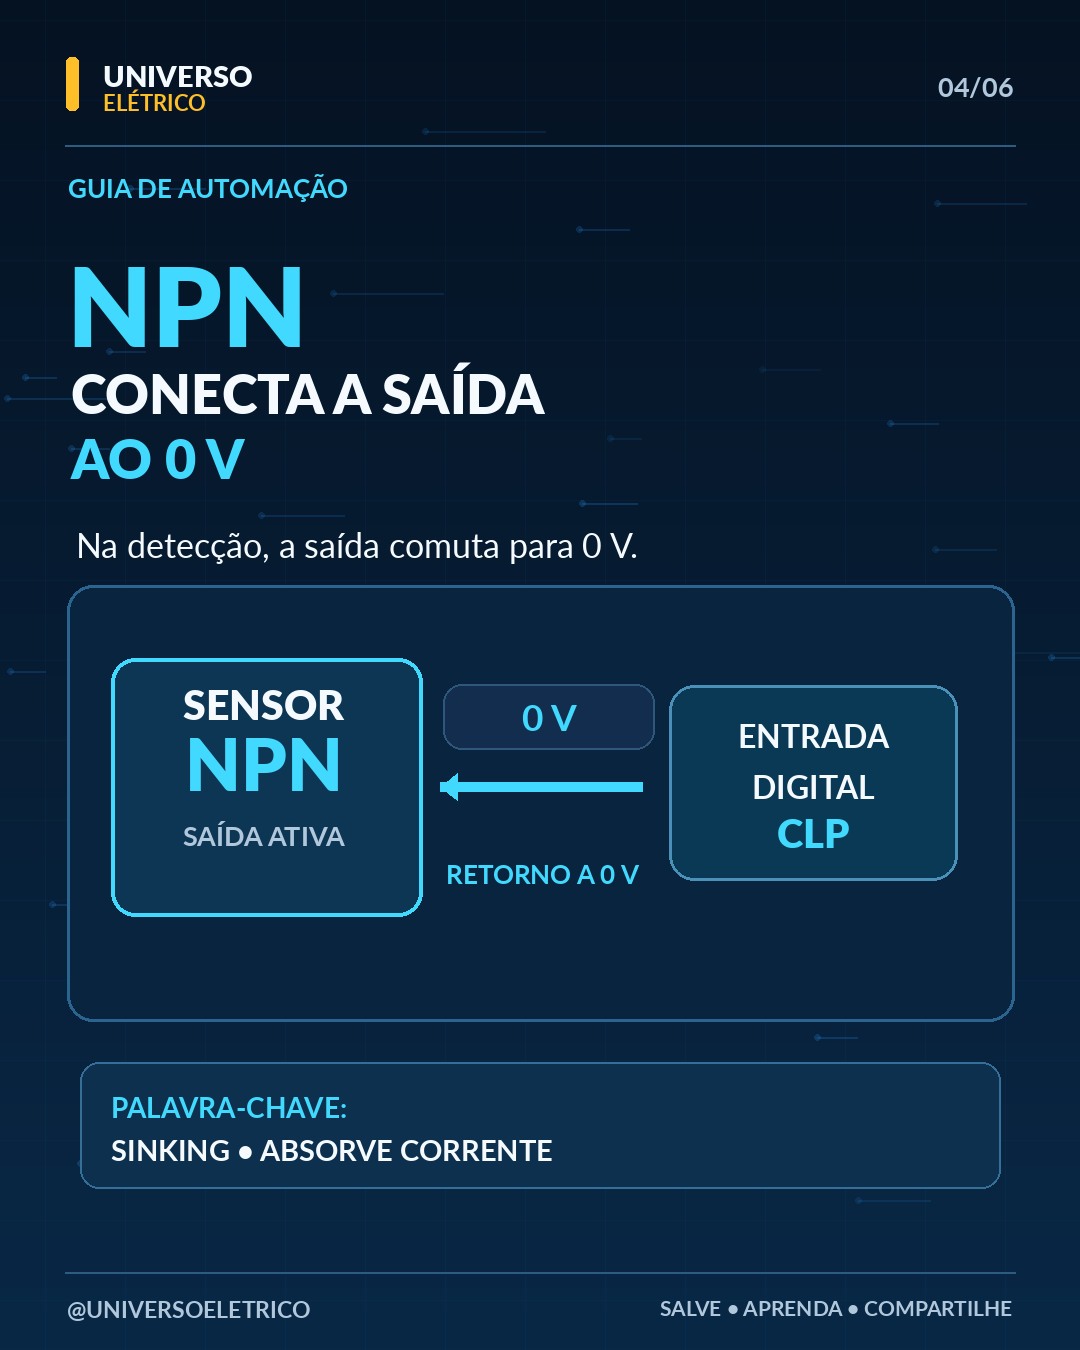 UNIVERSO
ELÉTRICO
04/06
GUIA DE AUTOMAÇÃO
NPN
CONECTA A SAÍDA
AO 0 V
Na detecção, a saída comuta para 0 V.
SENSOR
NPN
SAÍDA ATIVA
0 V
RETORNO A 0 V
ENTRADA
DIGITAL
CLP
PALAVRA-CHAVE:
SINKING ● ABSORVE CORRENTE
@UNIVERSOELETRICO
SALVE ● APRENDA ● COMPARTILHE